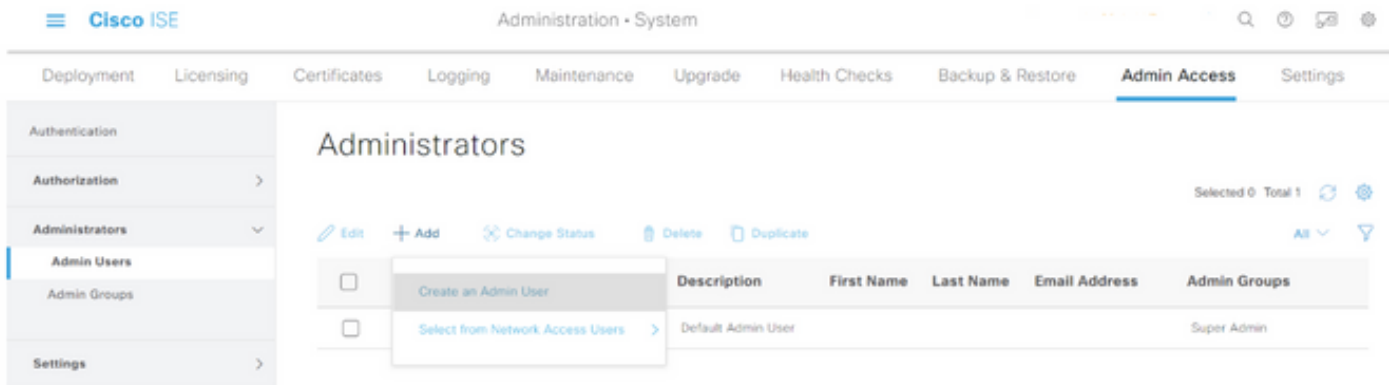 Cisco ISE Administration · System
Deployment Licensing Certificates Logging Maintenance Upgrade Health Checks Backup & Restore Admin Access Settings
Authentication
Administrators
Authorization
Selected 0 Total 1
Administrators
Edit Add Change Status Delete Duplicate All
Admin Users
Create an Admin User Description First Name Last Name Email Address Admin Groups
Admin Groups
Select from Network Access Users Default Admin User Super Admin
Settings